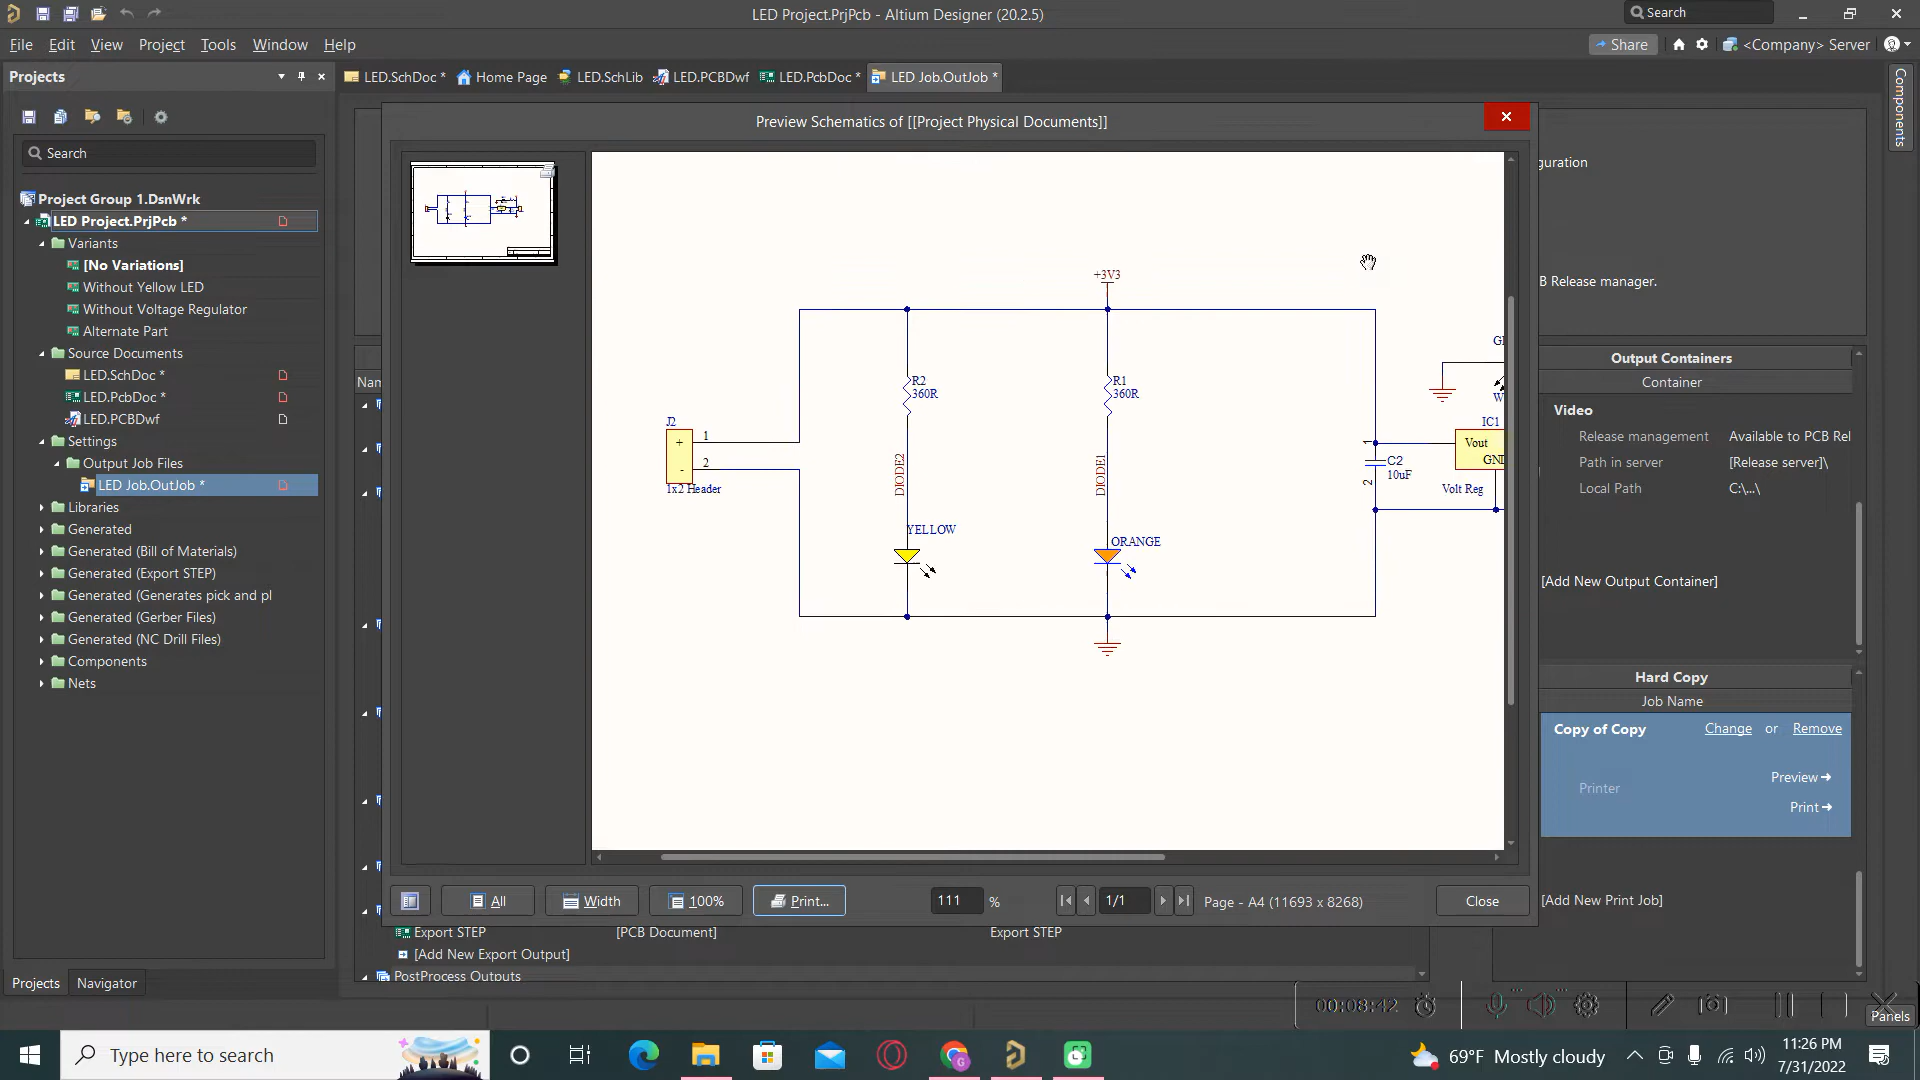 LED Project.PrjPcb - Altium Designer (20.2.5)
Search
File Edit View Project Tools Window Help
Share
<Company> Server
Projects
LED.SchDoc *
Home Page
LED.SchLib
LED.PCBDwf
LED.PcbDoc *
LED Job.OutJob *
Components
Search
Project Group 1.DsnWrk
LED Project.PrjPcb *
Variants
[No Variations]
Without Yellow LED
Without Voltage Regulator
Alternate Part
Source Documents
LED.SchDoc *
LED.PcbDoc *
LED.PCBDwf
Settings
Output Job Files
LED Job.OutJob *
Libraries
Generated
Generated (Bill of Materials)
Generated (Export STEP)
Generated (Generates pick and pl
Generated (Gerber Files)
Generated (NC Drill Files)
Components
Nets
Projects Navigator
Preview Schematics of [[Project Physical Documents]]
+3V3
R2
360R
R1
360R
J2
+ 1
- 2
1x2 Header
DIODE2
DIODE1
YELLOW
ORANGE
1
C2
10uF
2
IC1
Vout
GND
Volt Reg
All
Width
100%
Print...
111 %
1/1
Page - A4 (11693 x 8268)
Close
Export STEP [PCB Document] Export STEP
[Add New Export Output]
PostProcess Outputs
guration
B Release manager.
Output Containers
Container
Video
Release management Available to PCB Rel
Path in server [Release server]\
Local Path C:\...\
[Add New Output Container]
Hard Copy
Job Name
Copy of Copy Change or Remove
Preview
Printer
Print
[Add New Print Job]
00:08:42
Panels
Type here to search
69°F Mostly cloudy
11:26 PM
7/31/2022